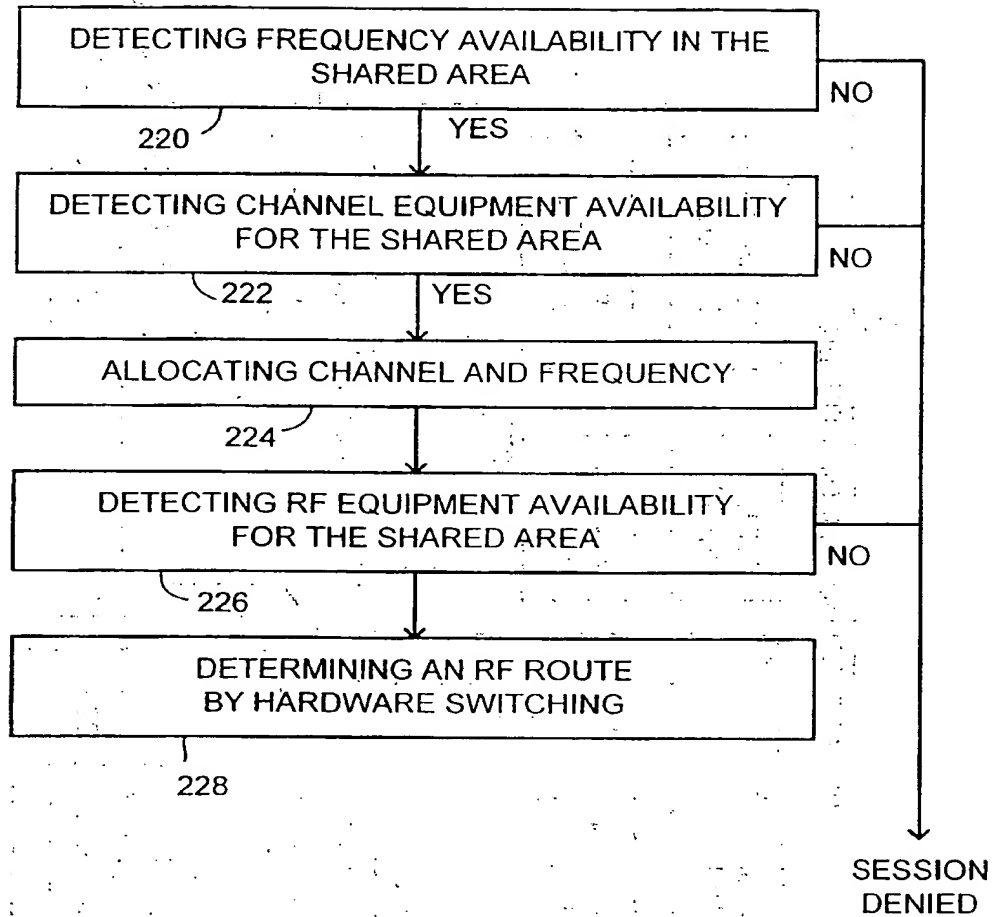 DETECTING FREQUENCY AVAILABILITY IN THE
SHARED AREA
NO
220
YES
DETECTING CHANNEL EQUIPMENT AVAILABILITY
FOR THE SHARED AREA
NO
222
YES
ALLOCATING CHANNEL AND FREQUENCY
224
DETECTING RF EQUIPMENT AVAILABILITY
FOR THE SHARED AREA
NO
226
DETERMINING AN RF ROUTE
BY HARDWARE SWITCHING
228
SESSION
DENIED